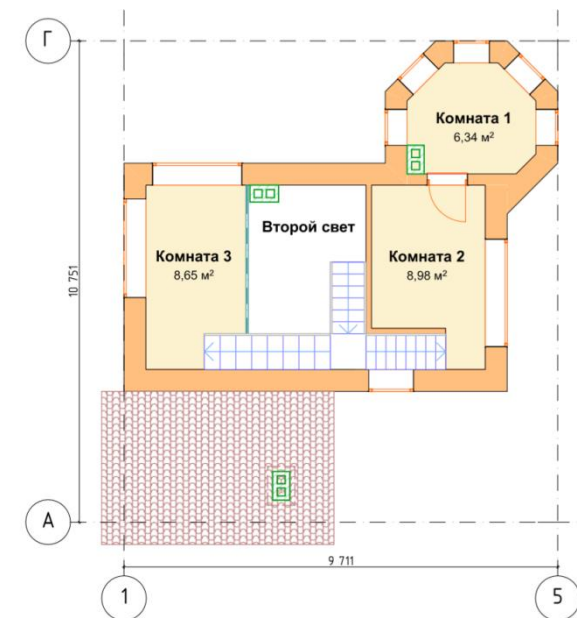 Г
Комната 1
6,34 м²
Второй свет
Комната 3
8,65 м²
Комната 2
8,98 м²
10 751
А
9 711
1
5